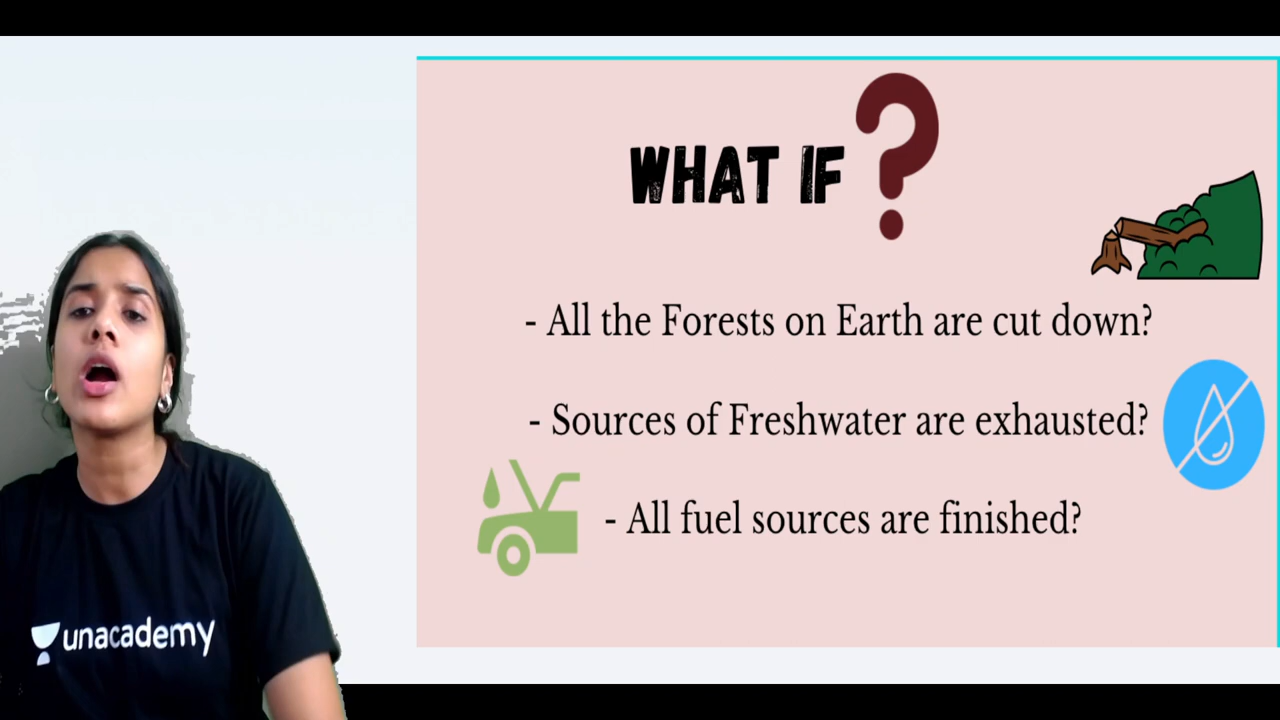 WHAT IF?
- All the Forests on Earth are cut down?
- Sources of Freshwater are exhausted?
- All fuel sources are finished?
unacademy